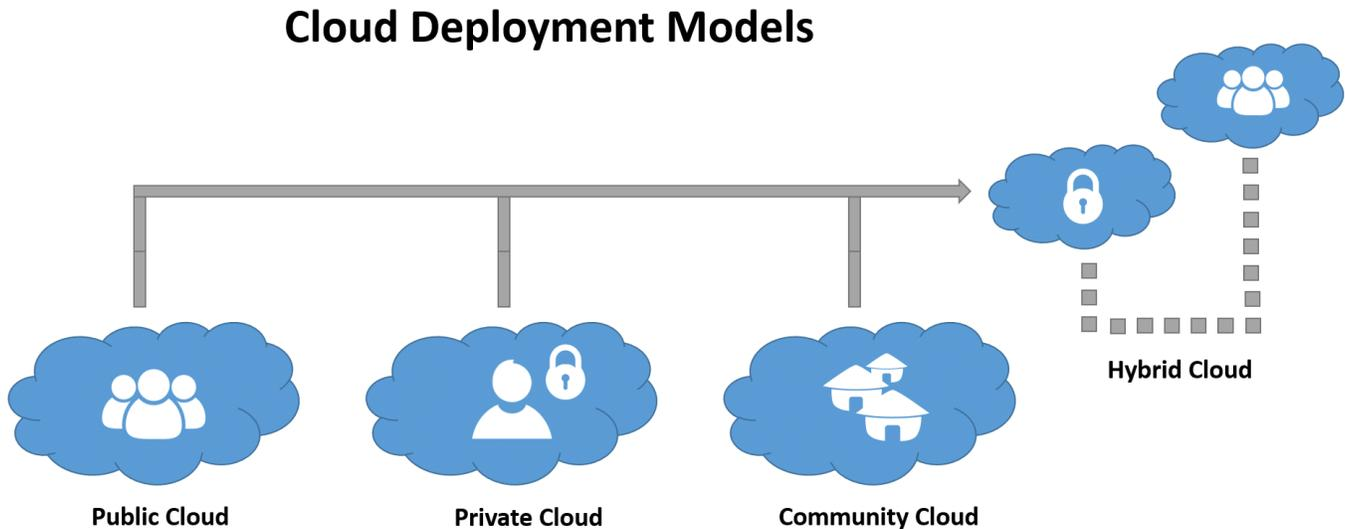 Cloud Deployment Models
Hybrid Cloud
Public Cloud
Private Cloud
Community Cloud